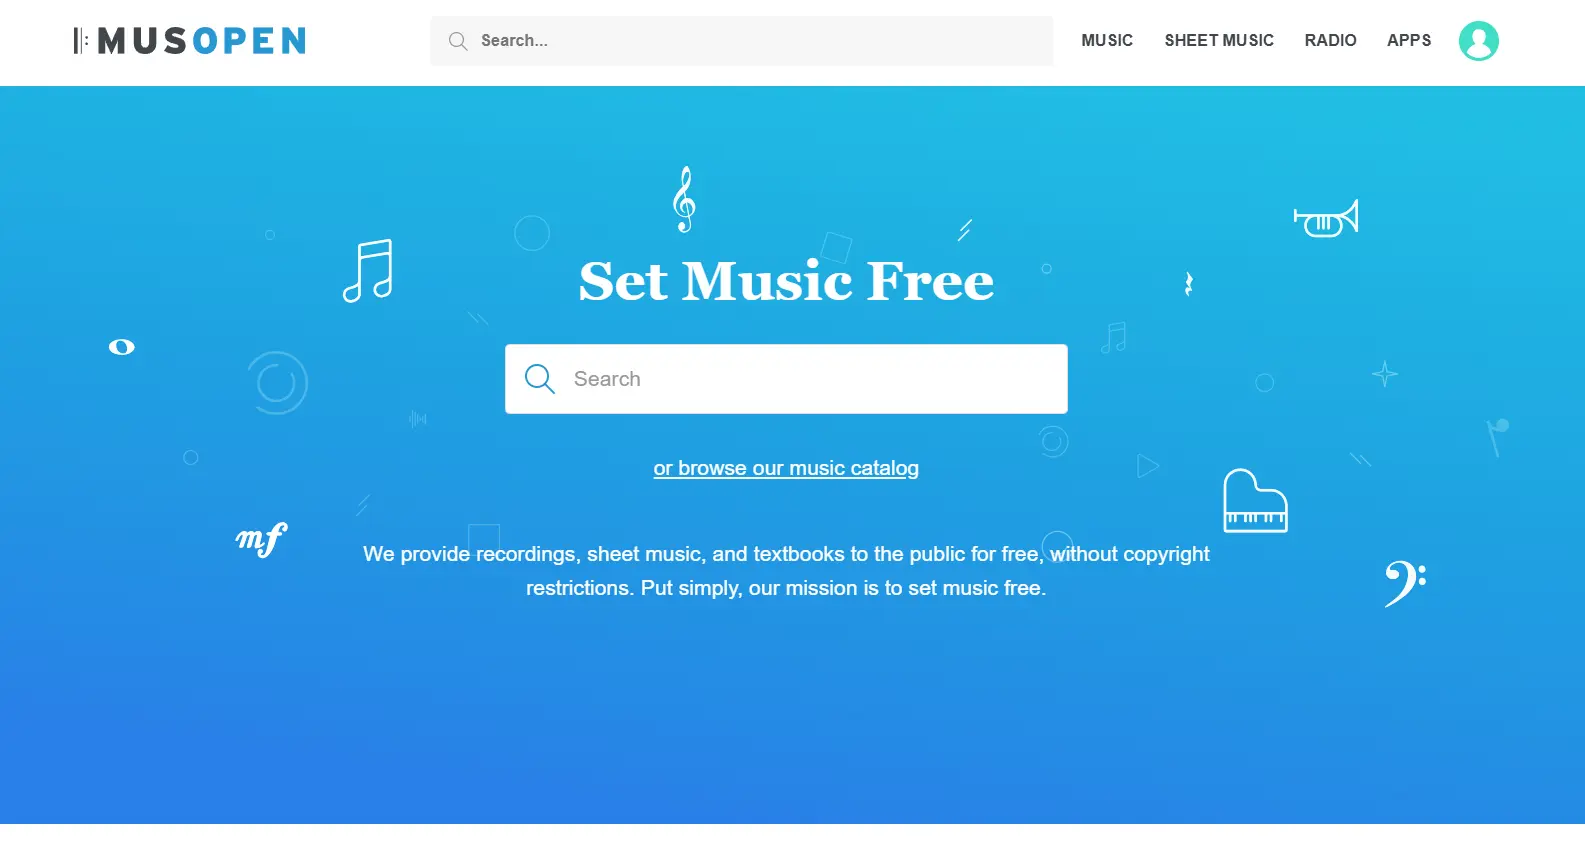 MUSOPEN
Search...
MUSIC
SHEET MUSIC
RADIO
APPS
Set Music Free
Search
or browse our music catalog
mf
We provide recordings, sheet music, and textbooks to the public for free, without copyright
restrictions. Put simply, our mission is to set music free.